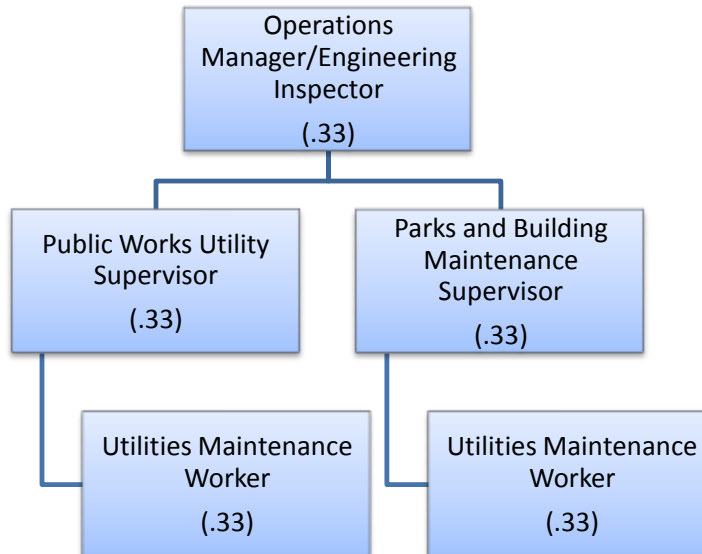 Operations
Manager/Engineering
Inspector
(.33)
Public Works Utility
Supervisor
(.33)
Parks and Building
Maintenance
Supervisor
(.33)
Utilities Maintenance
Worker
(.33)
Utilities Maintenance
Worker
(.33)